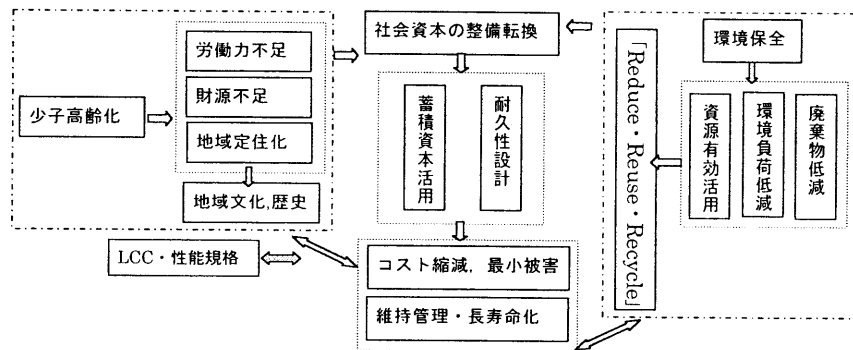 社会資本の整備転換
労働力不足
財源不足
地域定住化
少子高齢化
地域文化,歴史
蓄積資本活用
耐久性設計
環境保全
「Reduce・Reuse・Recycle」
資源有効活用
環境負荷低減
廃棄物低減
LCC・性能規格
コスト縮減，最小被害
維持管理・長寿命化